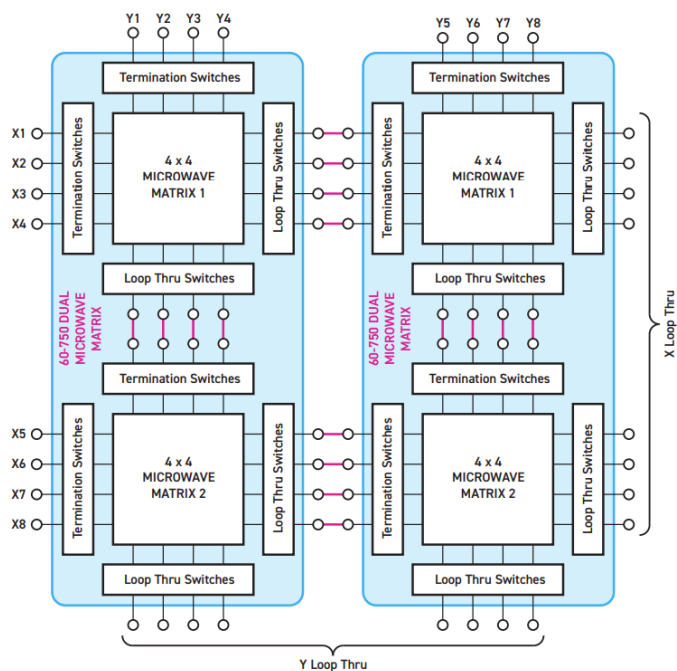 Y1 Y2 Y3 Y4
Y5 Y6 Y7 Y8
Termination Switches
Termination Switches
X1
X2
X3
X4
Termination Switches
4 x 4
MICROWAVE
MATRIX 1
Loop Thru Switches
Termination Switches
4 x 4
MICROWAVE
MATRIX 1
Loop Thru Switches
Loop Thru Switches
Loop Thru Switches
60-750 DUAL
MICROWAVE
MATRIX
60-750 DUAL
MICROWAVE
MATRIX
X Loop Thru
Termination Switches
Termination Switches
X5
X6
X7
X8
Termination Switches
4 x 4
MICROWAVE
MATRIX 2
Loop Thru Switches
Termination Switches
4 x 4
MICROWAVE
MATRIX 2
Loop Thru Switches
Loop Thru Switches
Loop Thru Switches
Y Loop Thru